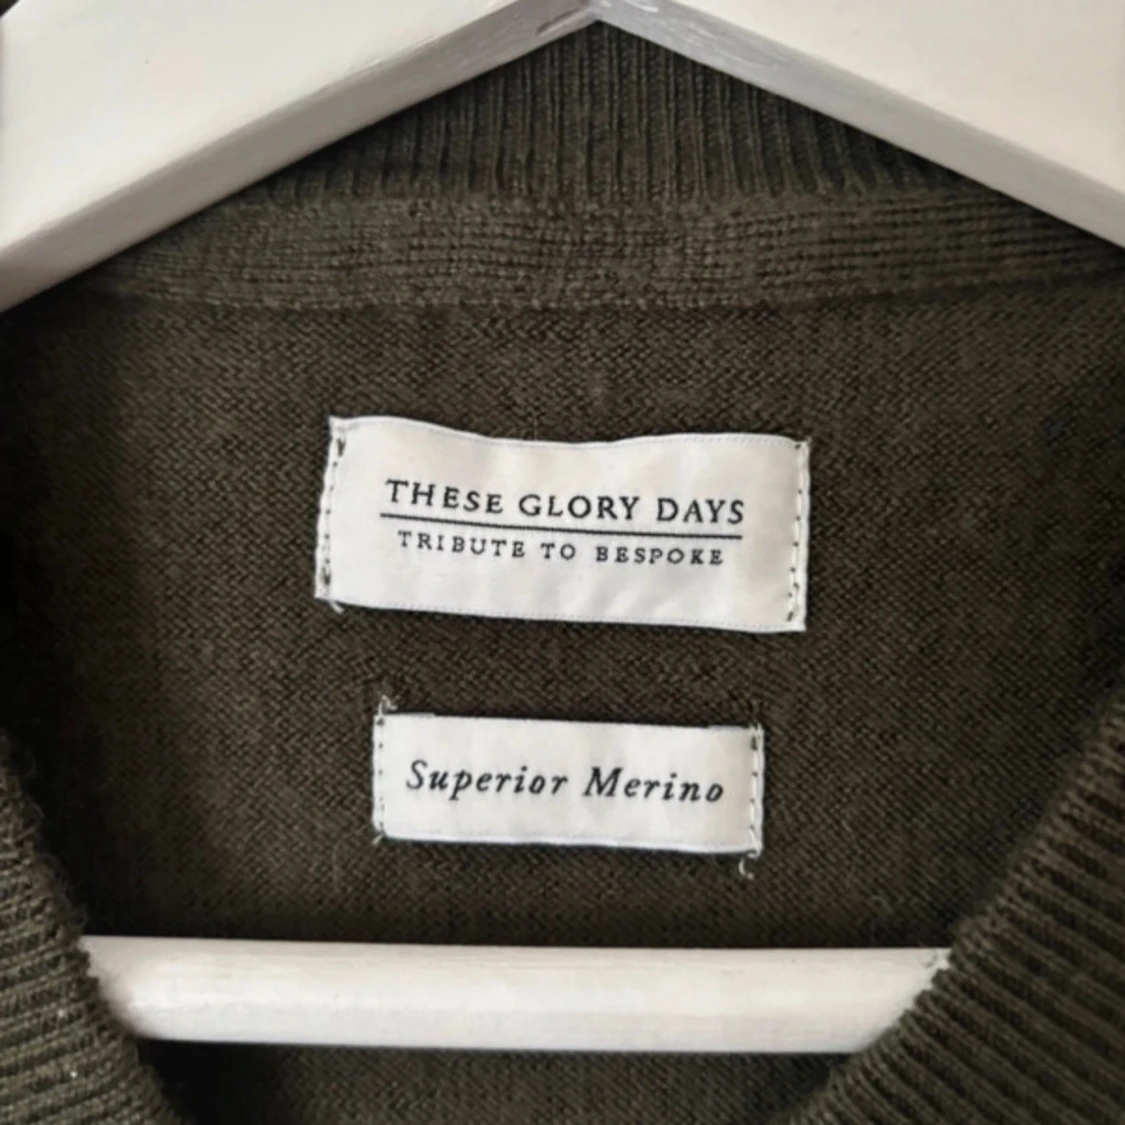 THESE GLORY DAYS
TRIBUTE TO BESPOKE
Superior Merino